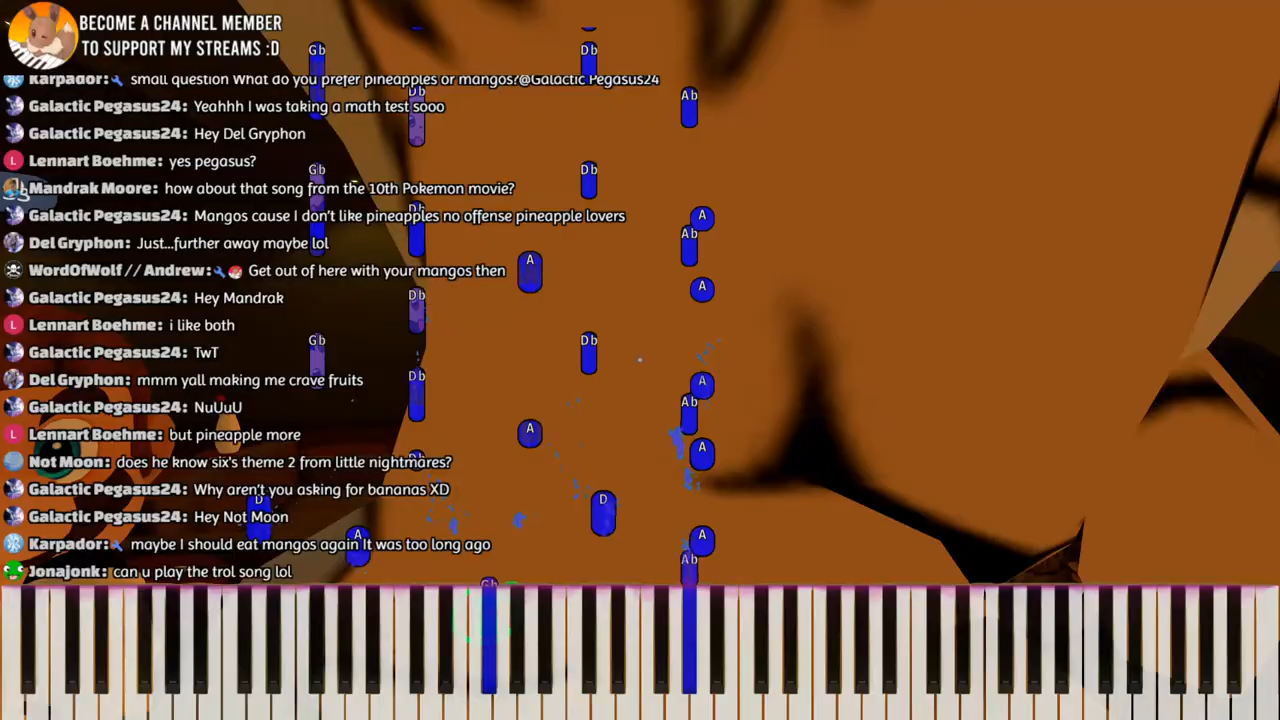 BECOME A CHANNEL MEMBER
TO SUPPORT MY STREAMS :D
Karpador: small question What do you prefer pineapples or mangos?@Galactic Pegasus24
Galactic Pegasus24: Yeahhh I was taking a math test sooo
Galactic Pegasus24: Hey Del Gryphon
L Lennart Boehme: yes pegasus?
Mandrak Moore: how about that song from the 10th Pokemon movie?
Galactic Pegasus24: Mangos cause I don't like pineapples no offense pineapple lovers
Del Gryphon: Just...further away maybe lol
WordOfWolf // Andrew: Get out of here with your mangos then
Galactic Pegasus24: Hey Mandrak
L Lennart Boehme: i like both
Galactic Pegasus24: TwT
Del Gryphon: mmm yall making me crave fruits
Galactic Pegasus24: NuUuU
L Lennart Boehme: but pineapple more
Not Moon: does he know six's theme 2 from little nightmares?
Galactic Pegasus24: Why aren't you asking for bananas XD
Galactic Pegasus24: Hey Not Moon
Karpador: maybe I should eat mangos again It was too long ago
Jonajonk: can u play the trol song lol
Gb
Db
Db
Ab
Gb
Db
Db
A
Ab
A
A
Db
Gb
Db
Db
A
Ab
A
A
Db
D
D
A
A
Ab
Gb